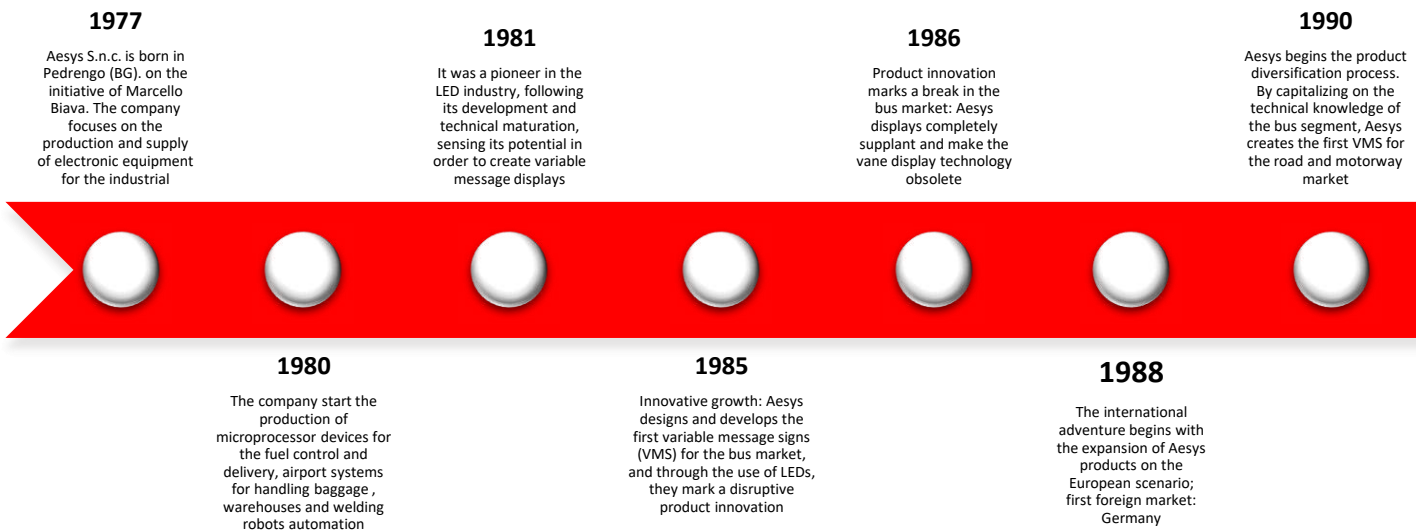 1977
Aesys S.n.c. is born in
Pedrengo (BG). on the
initiative of Marcello
Biava. The company
focuses on the
production and supply
of electronic equipment
for the industrial
1980
The company start the
production of
microprocessor devices for
the fuel control and
delivery, airport systems
for handling baggage ,
warehouses and welding
robots automation
1981
It was a pioneer in the
LED industry, following
its development and
technical maturation,
sensing its potential in
order to create variable
message displays
1985
Innovative growth: Aesys
designs and develops the
first variable message signs
(VMS) for the bus market,
and through the use of LEDs,
they mark a disruptive
product innovation
1986
Product innovation
marks a break in the
bus market: Aesys
displays completely
supplant and make the
vane display technology
obsolete
1988
The international
adventure begins with
the expansion of Aesys
products on the
European scenario;
first foreign market:
Germany
1990
Aesys begins the product
diversification process.
By capitalizing on the
technical knowledge of
the bus segment, Aesys
creates the first VMS for
the road and motorway
market